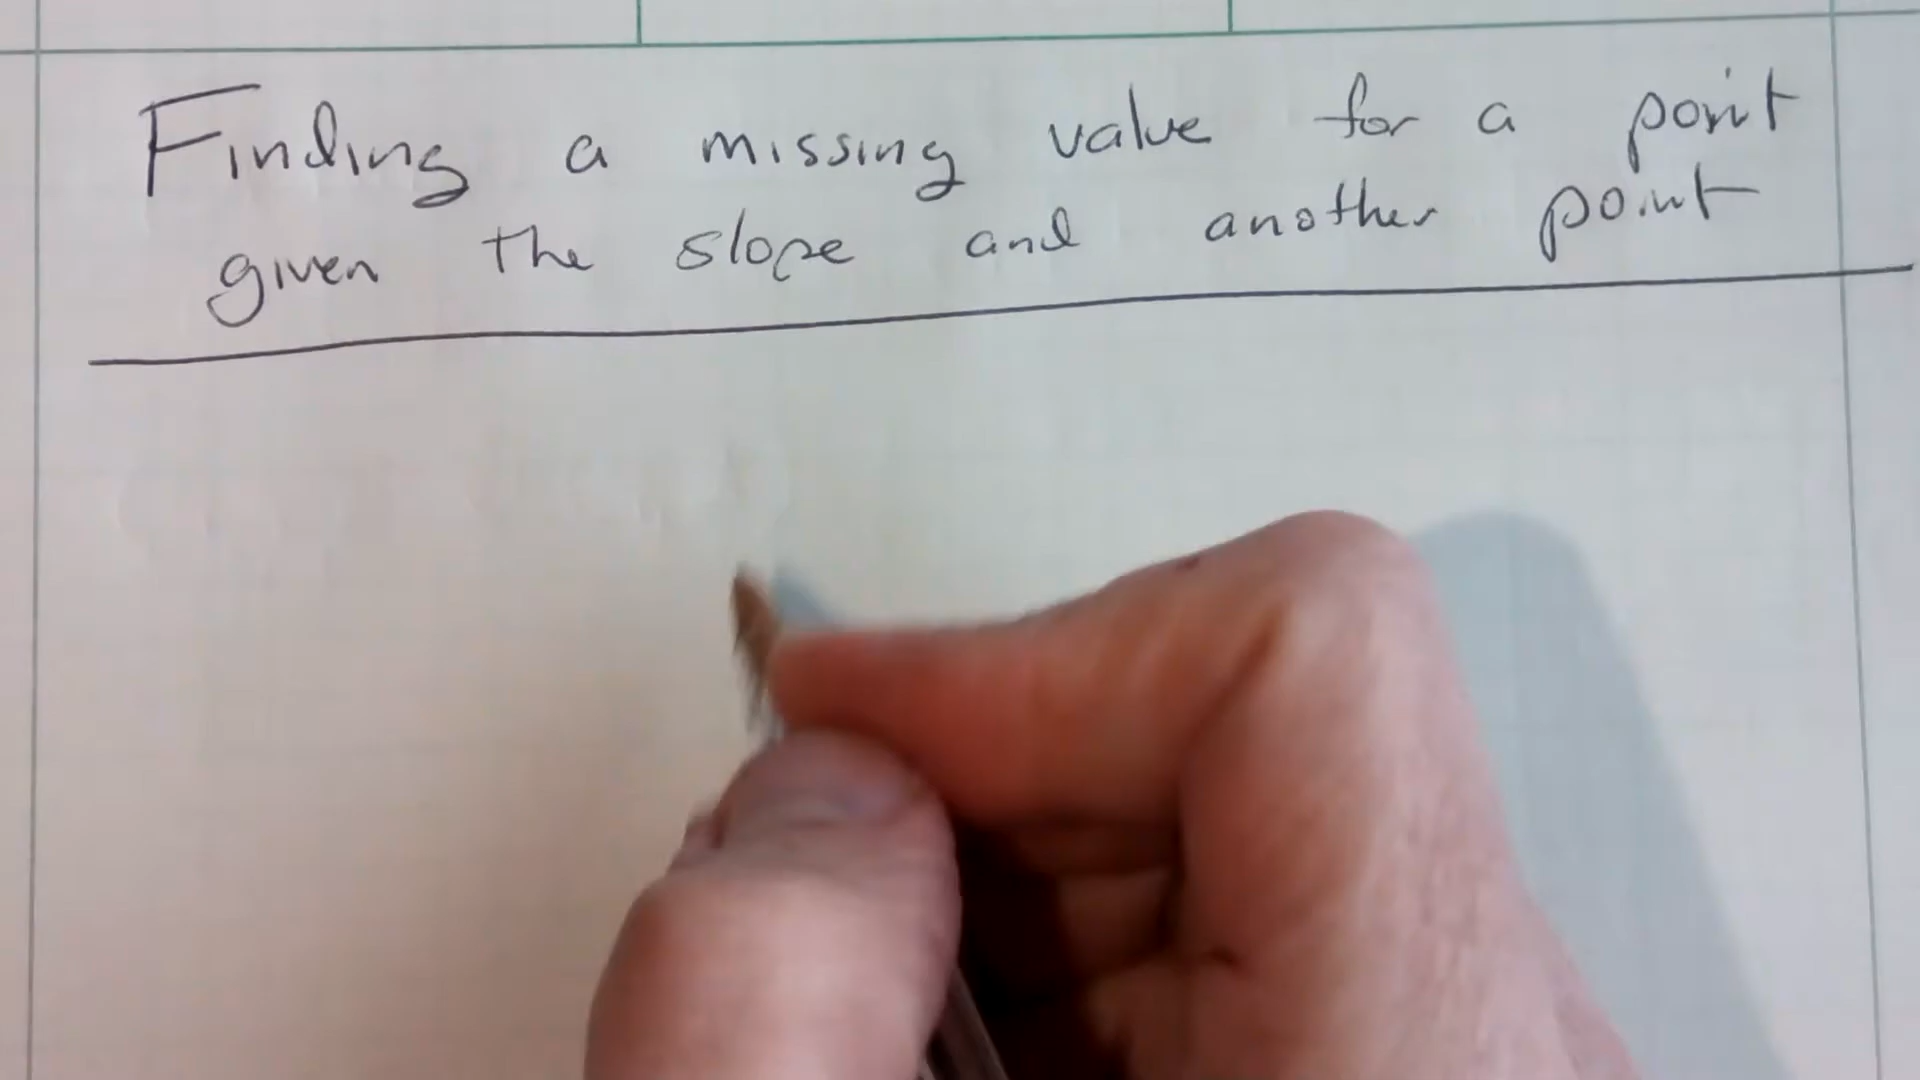 Finding a missing value for a point
given the slope and another point